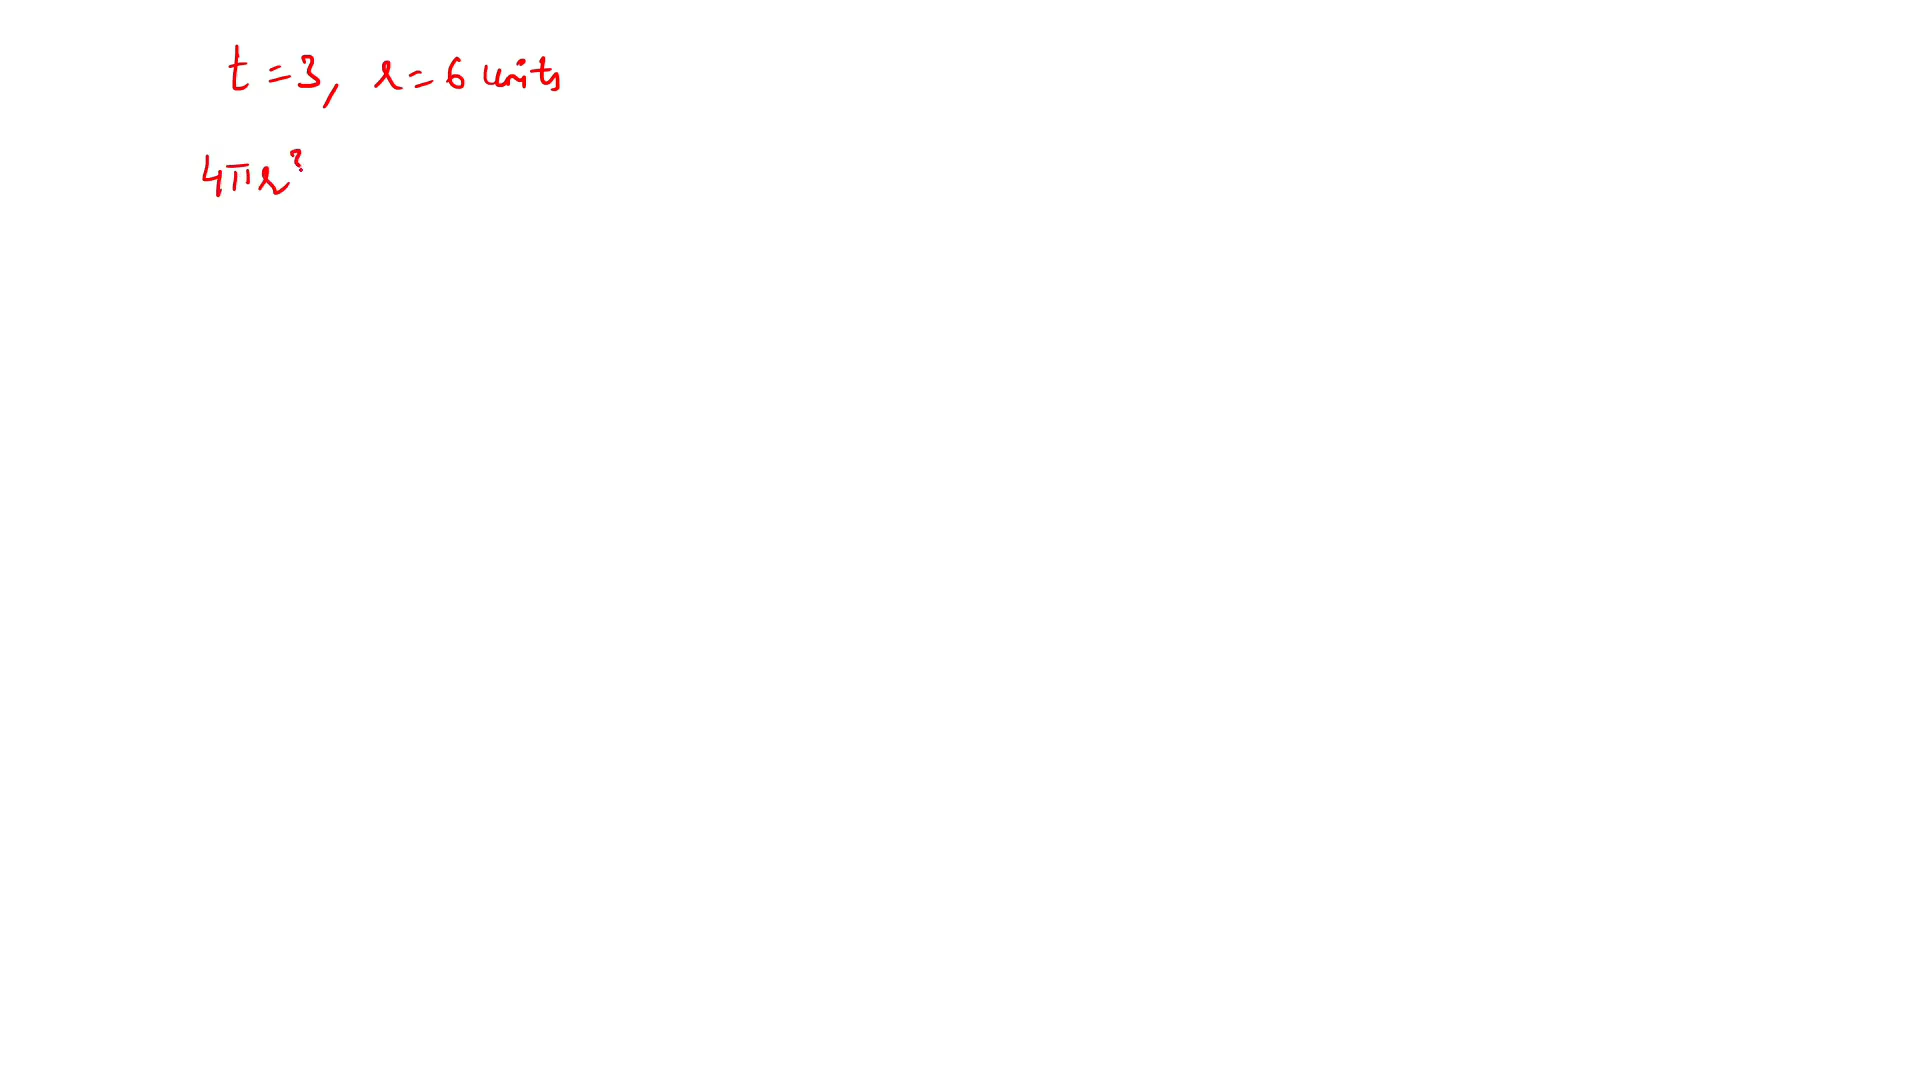 t = 3, r = 6 units
4πr³